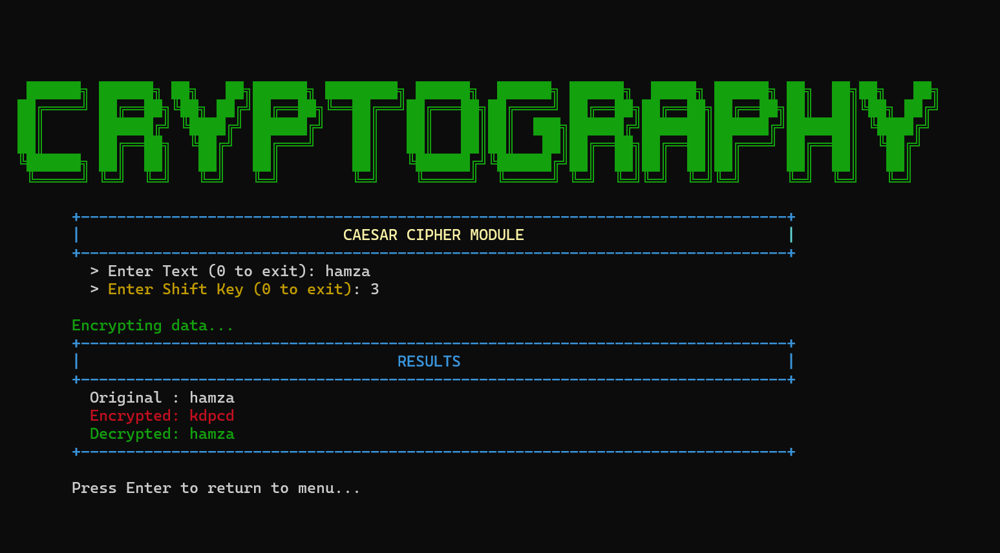 CRYPTOGRAPHY
+------------------------------------------------------------------------------+
| CAESAR CIPHER MODULE |
+------------------------------------------------------------------------------+
> Enter Text (0 to exit): hamza
> Enter Shift Key (0 to exit): 3
Encrypting data...
+------------------------------------------------------------------------------+
| RESULTS |
+------------------------------------------------------------------------------+
Original : hamza
Encrypted: kdpcd
Decrypted: hamza
+------------------------------------------------------------------------------+
Press Enter to return to menu...